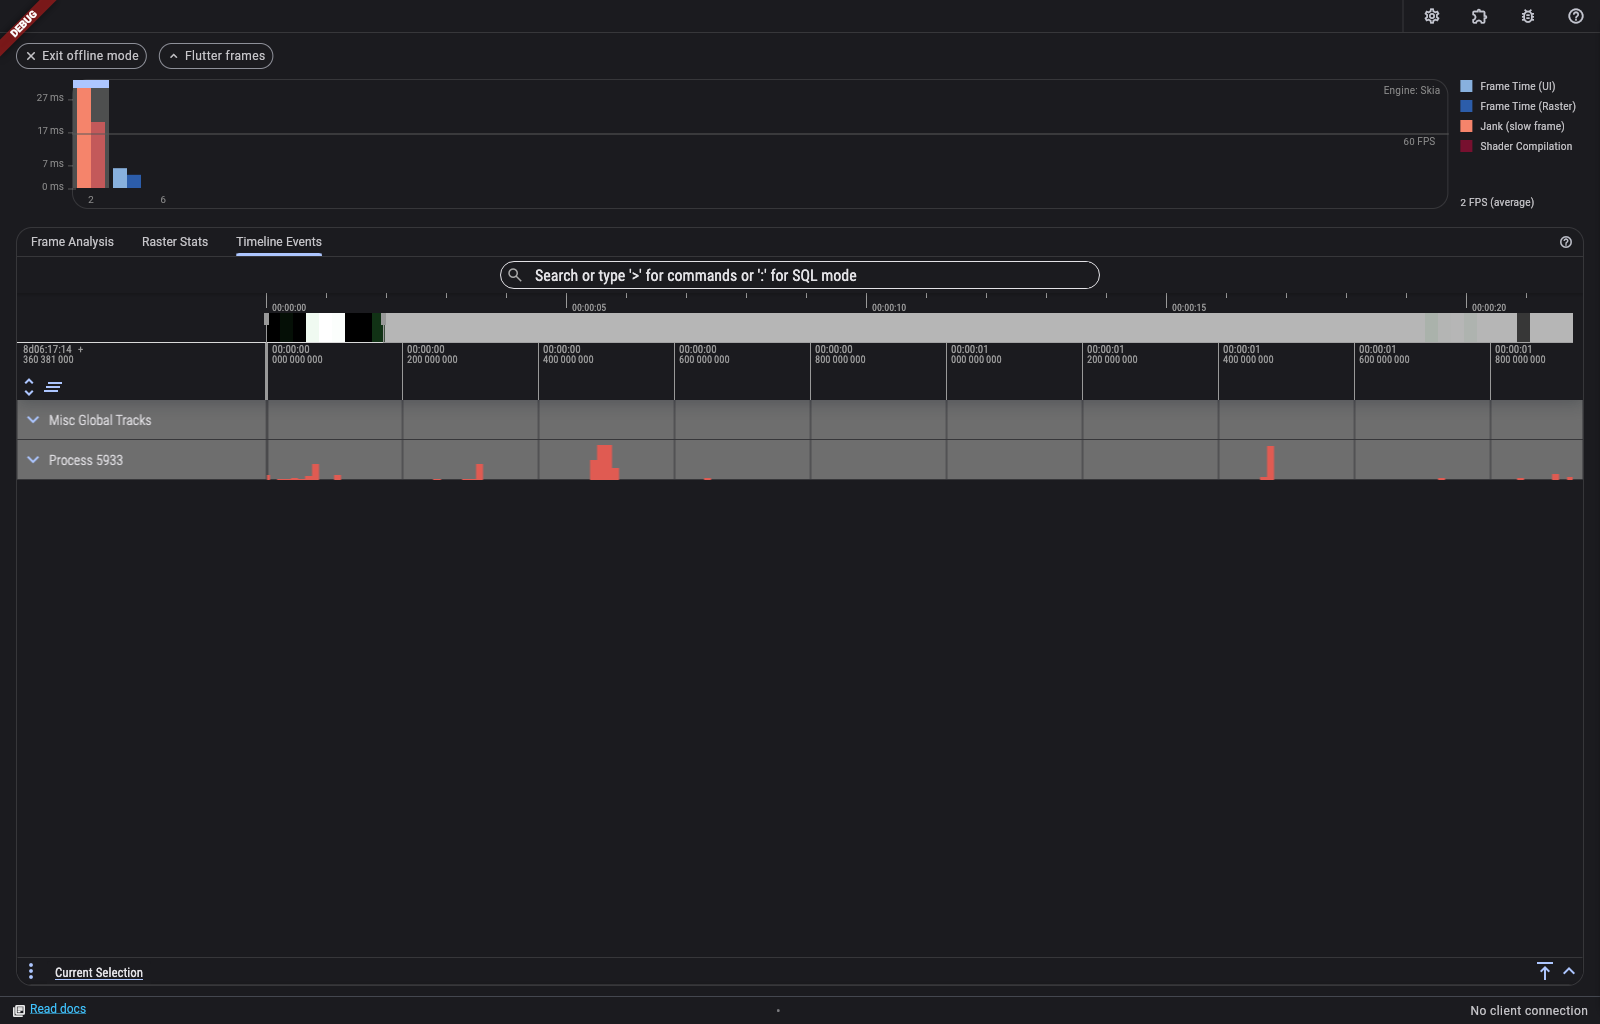 DEBUG
Exit offline mode
Flutter frames
27 ms
17 ms
7 ms
0 ms
Engine: Skia
60 FPS
2
6
Frame Time (UI)
Frame Time (Raster)
Jank (slow frame)
Shader Compilation
2 FPS (average)
Frame Analysis
Raster Stats
Timeline Events
Search or type '>' for commands or ':' for SQL mode
00:00:00
00:00:05
00:00:10
00:00:15
00:00:20
8d06:17:14 +
360 381 000
00:00:00
000 000 000
00:00:00
200 000 000
00:00:00
400 000 000
00:00:00
600 000 000
00:00:00
800 000 000
00:00:01
000 000 000
00:00:01
200 000 000
00:00:01
400 000 000
00:00:01
600 000 000
00:00:01
800 000 000
Misc Global Tracks
Process 5933
Current Selection
Read docs
No client connection